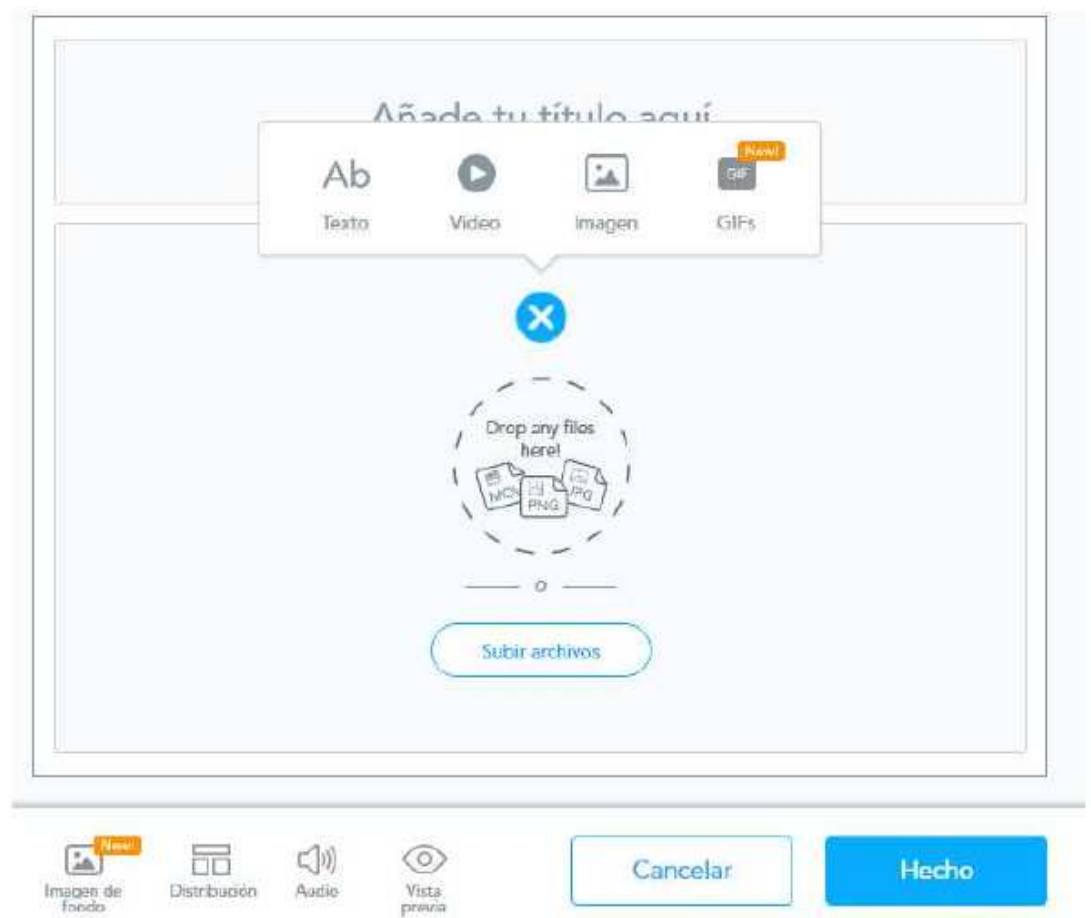 Añade tu título aquí
Ab
Texto
Video
Imagen
New!
GIF
GIFs
Drop any files
here!
MOV
PNG
JPG
o
Subir archivos
New!
Imagen de
fondo
Distribución
Audio
Vista
previa
Cancelar
Hecho